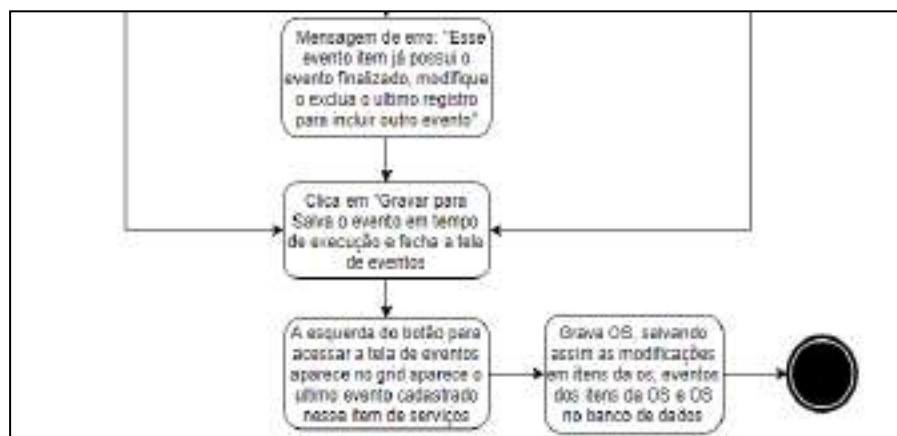 Mensagem de erro: "Esse
evento item já possui o
evento finalizado, modifique
o exclua o ultimo registro
para incluir outro evento"
Clica em "Gravar para
Salva o evento em tempo
de execução e fecha a tela
de eventos
A esquerda do botão para
acessar a tela de eventos
aparece no grid aparece o
ultimo evento cadastrado
nesse item de serviços
Grava OS, salvando
assim as modificações
em itens da os, eventos
dos itens da OS e OS
no banco de dados